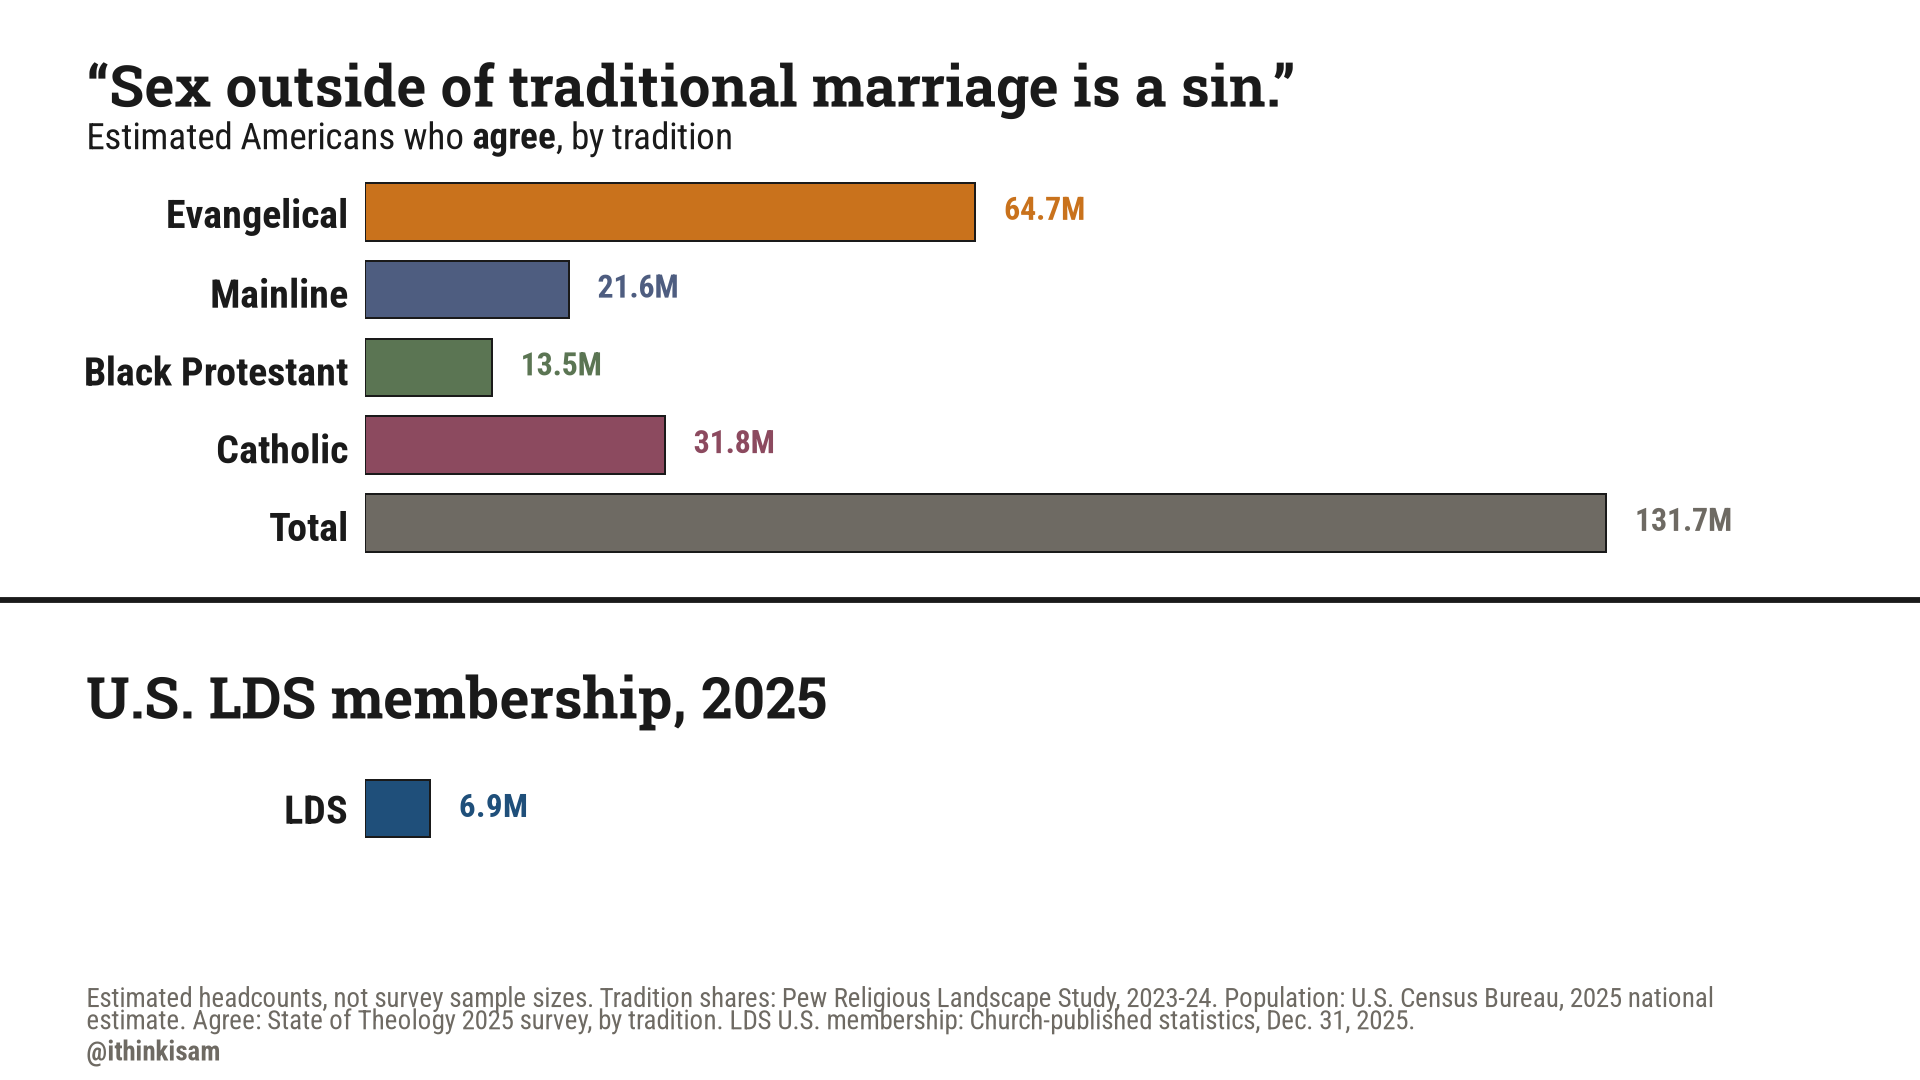 “Sex outside of traditional marriage is a sin.”
Estimated Americans who agree, by tradition
Evangelical 64.7M
Mainline 21.6M
Black Protestant 13.5M
Catholic 31.8M
Total 131.7M
U.S. LDS membership, 2025
LDS 6.9M
Estimated headcounts, not survey sample sizes. Tradition shares: Pew Religious Landscape Study, 2023-24. Population: U.S. Census Bureau, 2025 national
estimate. Agree: State of Theology 2025 survey, by tradition. LDS U.S. membership: Church-published statistics, Dec. 31, 2025.
@ithinkisam